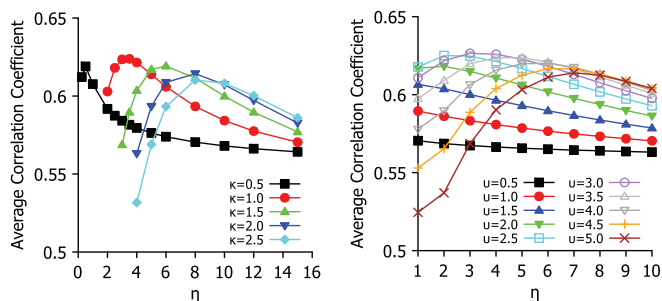 0.65
0.6
0.55
0.5
Average Correlation Coefficient
κ=0.5
κ=1.0
κ=1.5
κ=2.0
κ=2.5
0 2 4 6 8 10 12 14 16
η
0.65
0.6
0.55
0.5
Average Correlation Coefficient
u=0.5 u=3.0
u=1.0 u=3.5
u=1.5 u=4.0
u=2.0 u=4.5
u=2.5 u=5.0
1 2 3 4 5 6 7 8 9 10
η